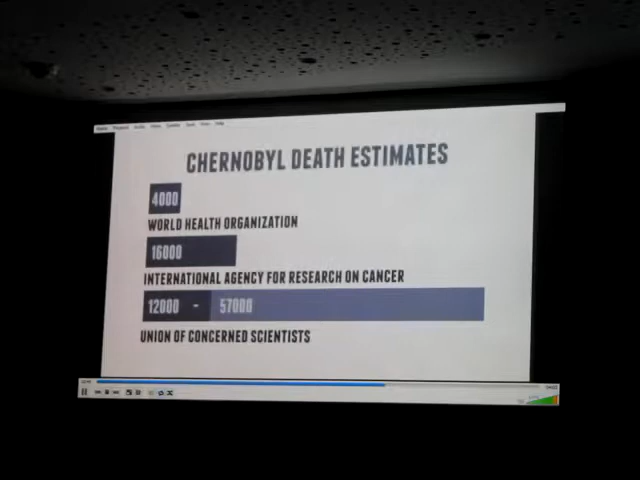 CHERNOBYL DEATH ESTIMATES
4000
WORLD HEALTH ORGANIZATION
16000
INTERNATIONAL AGENCY FOR RESEARCH ON CANCER
12000 - 57000
UNION OF CONCERNED SCIENTISTS